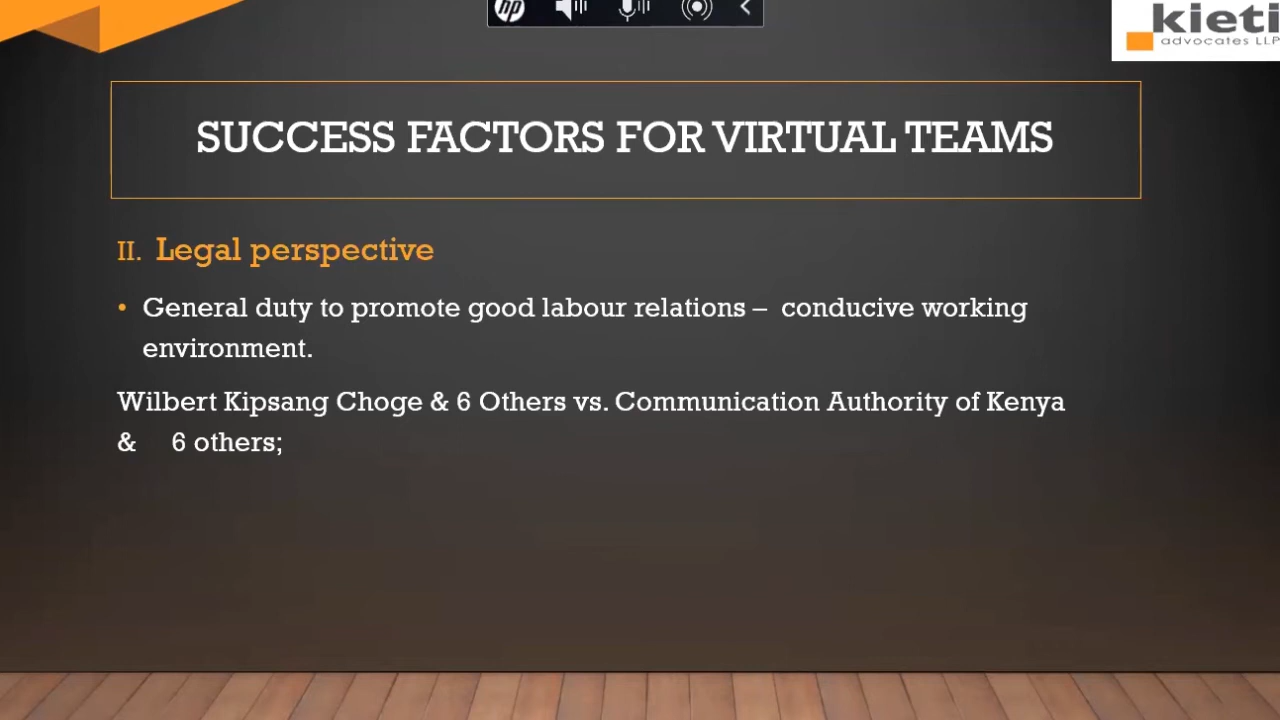 hp
kieti
advocates LLP
SUCCESS FACTORS FOR VIRTUAL TEAMS
II. Legal perspective
• General duty to promote good labour relations – conducive working
environment.
Wilbert Kipsang Choge & 6 Others vs. Communication Authority of Kenya
& 6 others;